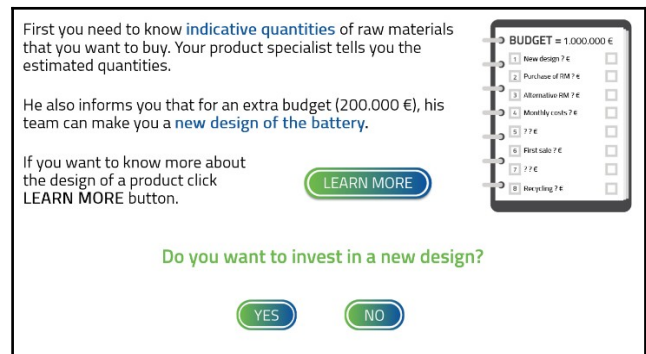 First you need to know indicative quantities of raw materials
that you want to buy. Your product specialist tells you the
estimated quantities.
He also informs you that for an extra budget (200.000 €), his
team can make you a new design of the battery.
If you want to know more about
the design of a product click
LEARN MORE button.
LEARN MORE
BUDGET = 1.000.000 €
1 New design ? €
2 Purchase of RM ? €
3 Alternative RM ? €
4 Monthly costs ? €
5 ? ? €
6 First sale ? €
7 ? ? €
8 Recycling ? €
Do you want to invest in a new design?
YES NO